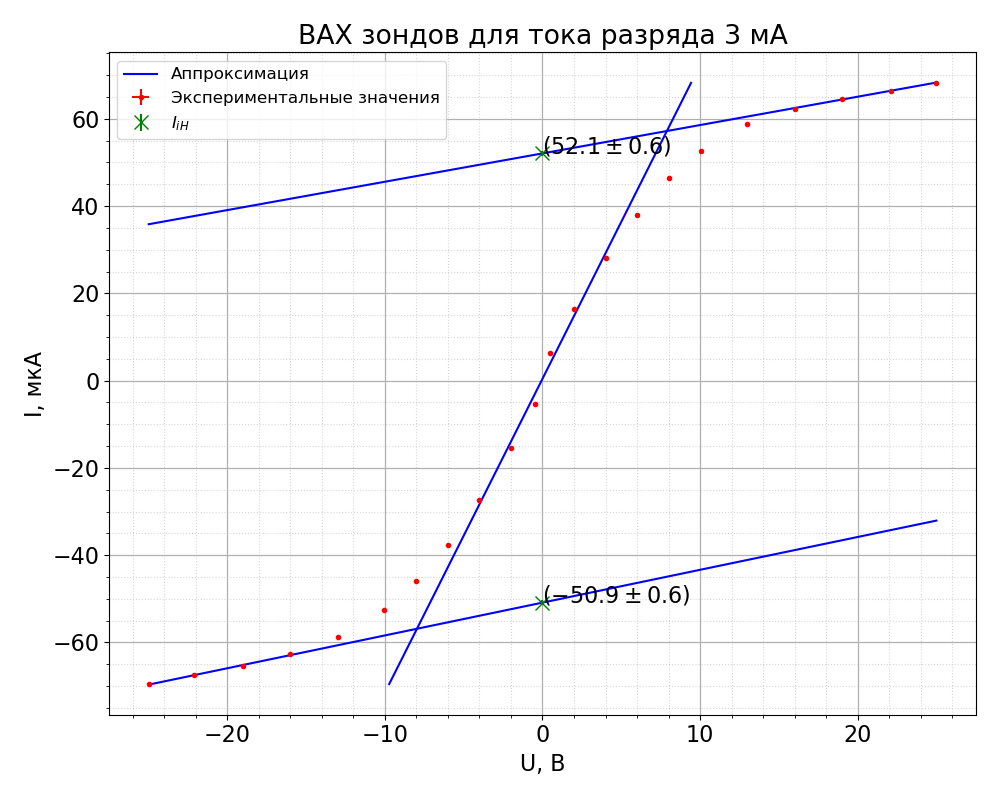 ВАХ зондов для тока разряда 3 мА
Аппроксимация
Экспериментальные значения
I_{iH}
(52.1 ± 0.6)
(−50.9 ± 0.6)
I, мкА
60
40
20
0
−20
−40
−60
−20 −10 0 10 20
U, В